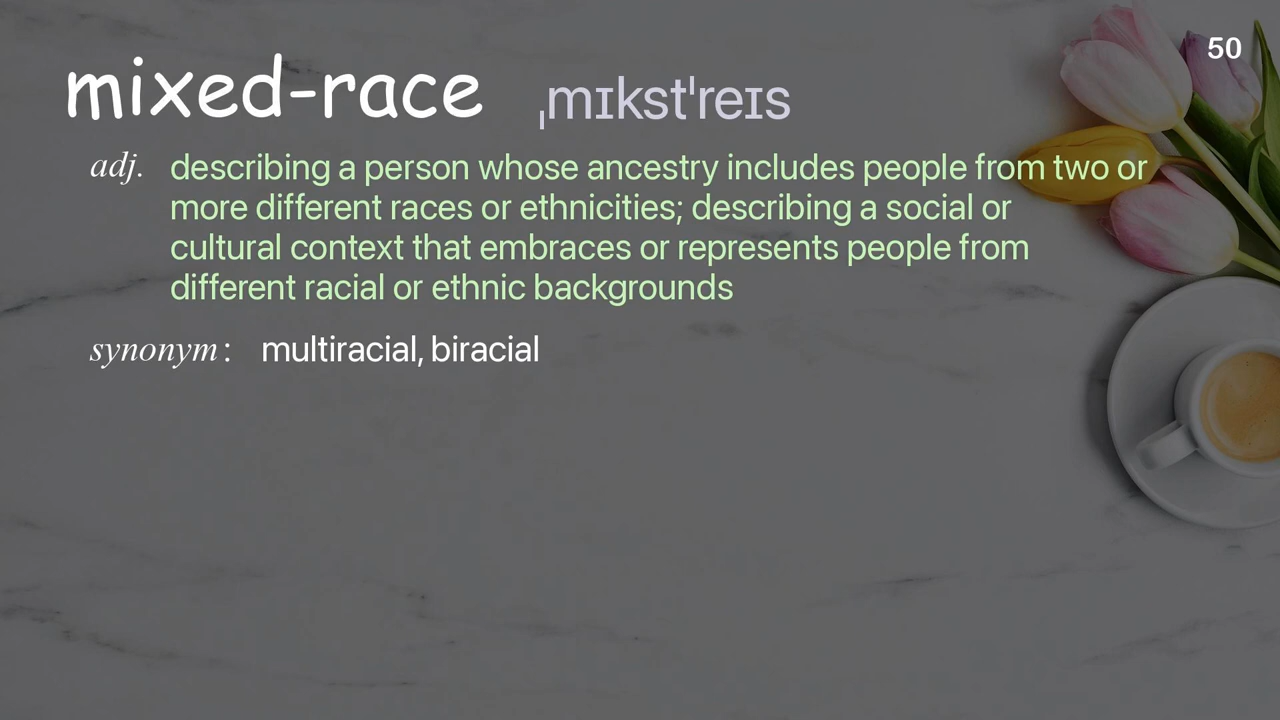 50
mixed-race ˌmɪkstˈreɪs
adj. describing a person whose ancestry includes people from two or
more different races or ethnicities; describing a social or
cultural context that embraces or represents people from
different racial or ethnic backgrounds
synonym : multiracial, biracial